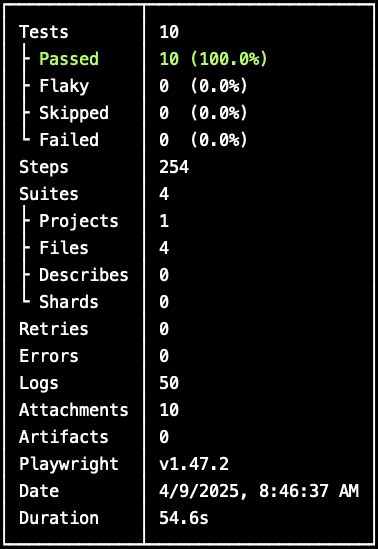 Tests 10
├ Passed 10 (100.0%)
├ Flaky 0 (0.0%)
├ Skipped 0 (0.0%)
└ Failed 0 (0.0%)
Steps 254
Suites 4
├ Projects 1
├ Files 4
├ Describes 0
└ Shards 0
Retries 0
Errors 0
Logs 50
Attachments 10
Artifacts 0
Playwright v1.47.2
Date 4/9/2025, 8:46:37 AM
Duration 54.6s